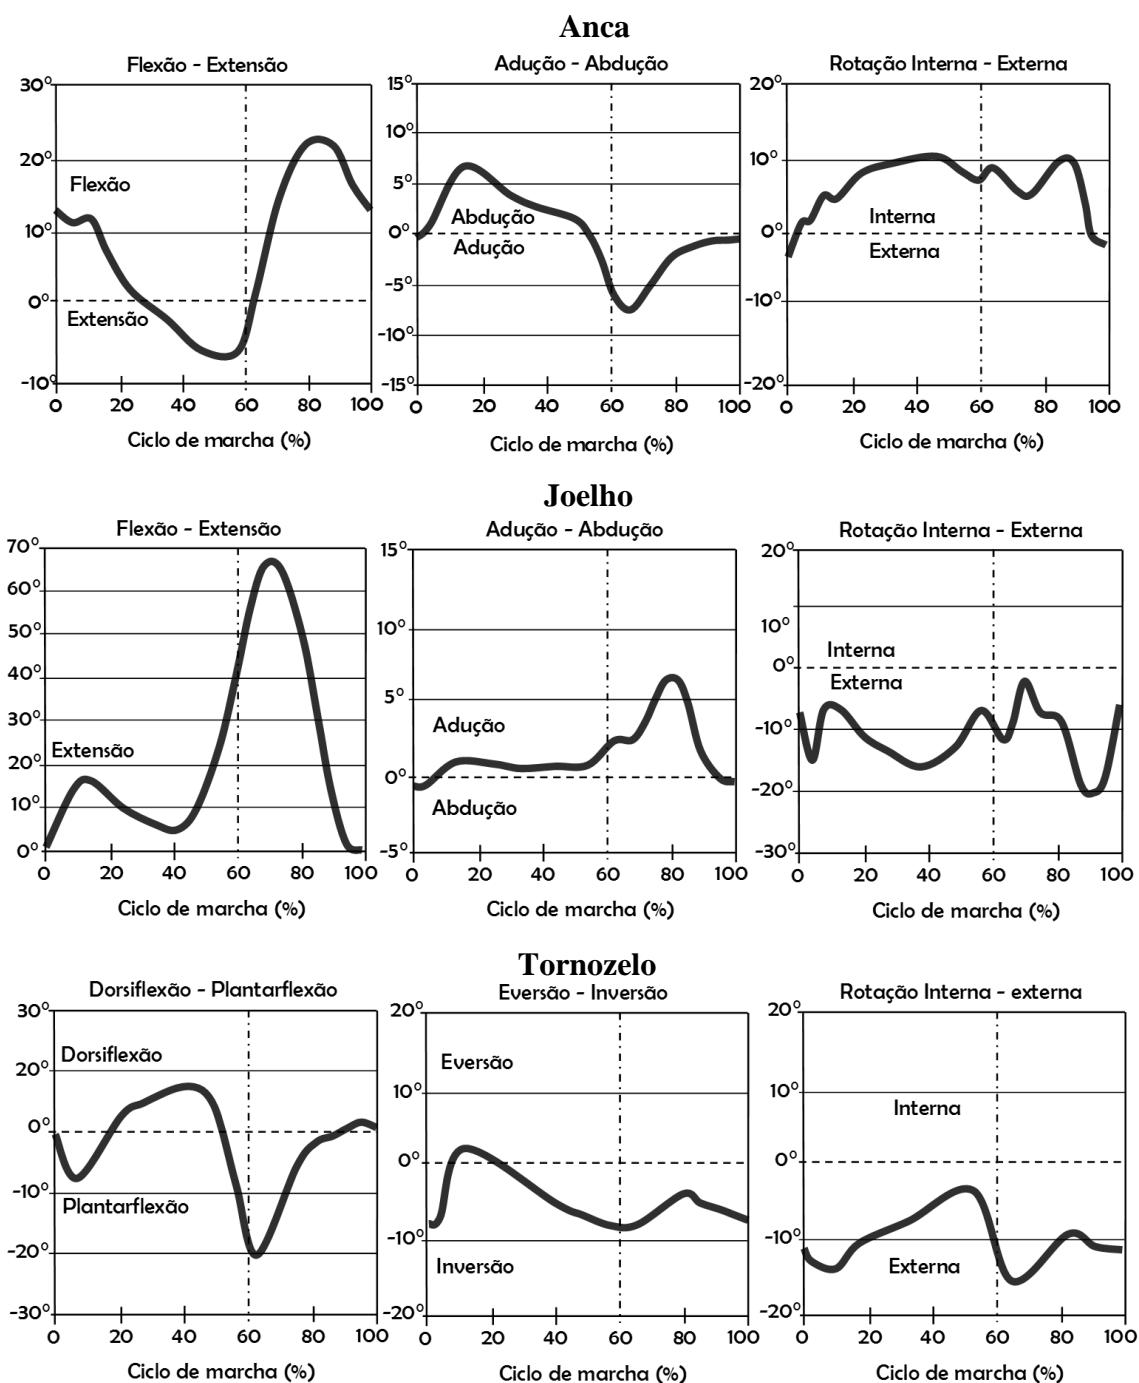 Anca
Flexão - Extensão
30°
20°
10°
0°
-10°
Flexão
Extensão
0 20 40 60 80 100
Ciclo de marcha (%)
Adução - Abdução
15°
10°
5°
0°
-5°
-10°
-15°
Abdução
Adução
0 20 40 60 80 100
Ciclo de marcha (%)
Rotação Interna - Externa
20°
10°
0°
-10°
-20°
Interna
Externa
0 20 40 60 80 100
Ciclo de marcha (%)
Joelho
Flexão - Extensão
70°
60°
50°
40°
30°
20°
10°
0°
Extensão
0 20 40 60 80 100
Ciclo de marcha (%)
Adução - Abdução
15°
10°
5°
0°
-5°
Adução
Abdução
0 20 40 60 80 100
Ciclo de marcha (%)
Rotação Interna - Externa
20°
10°
0°
-10°
-20°
-30°
Interna
Externa
0 20 40 60 80 100
Ciclo de marcha (%)
Tornozelo
Dorsiflexão - Plantarflexão
30°
20°
0°
-10°
-20°
-30°
Dorsiflexão
Plantarflexão
0 20 40 60 80 100
Ciclo de marcha (%)
Eversão - Inversão
20°
10°
0°
-10°
-20°
Eversão
Inversão
0 20 40 60 80 100
Ciclo de marcha (%)
Rotação Interna - externa
20°
10°
0°
-10°
-20°
Interna
Externa
0 20 40 60 80 100
Ciclo de marcha (%)